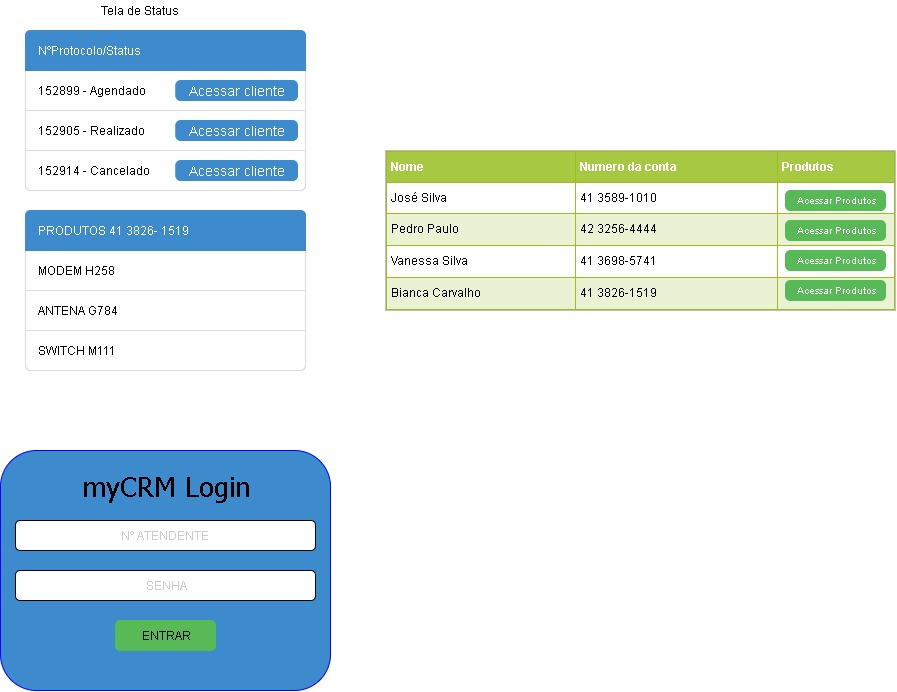 Tela de Status
NºProtocolo/Status
152899 - Agendado Acessar cliente
152905 - Realizado Acessar cliente
152914 - Cancelado Acessar cliente
PRODUTOS 41 3826- 1519
MODEM H258
ANTENA G784
SWITCH M111
Nome Numero da conta Produtos
José Silva 41 3589-1010 Acessar Produtos
Pedro Paulo 42 3256-4444 Acessar Produtos
Vanessa Silva 41 3698-5741 Acessar Produtos
Bianca Carvalho 41 3826-1519 Acessar Produtos
myCRM Login
Nº ATENDENTE
SENHA
ENTRAR